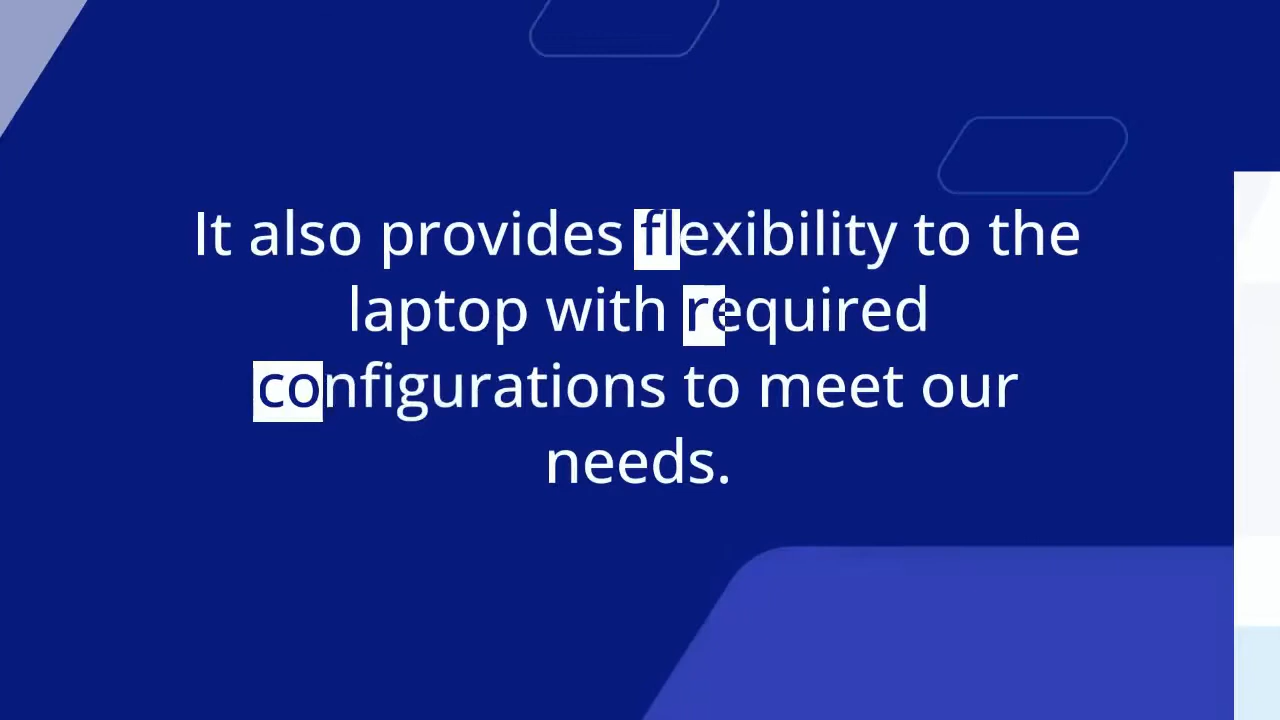 It also provides flexibility to the
laptop with required
configurations to meet our
needs.